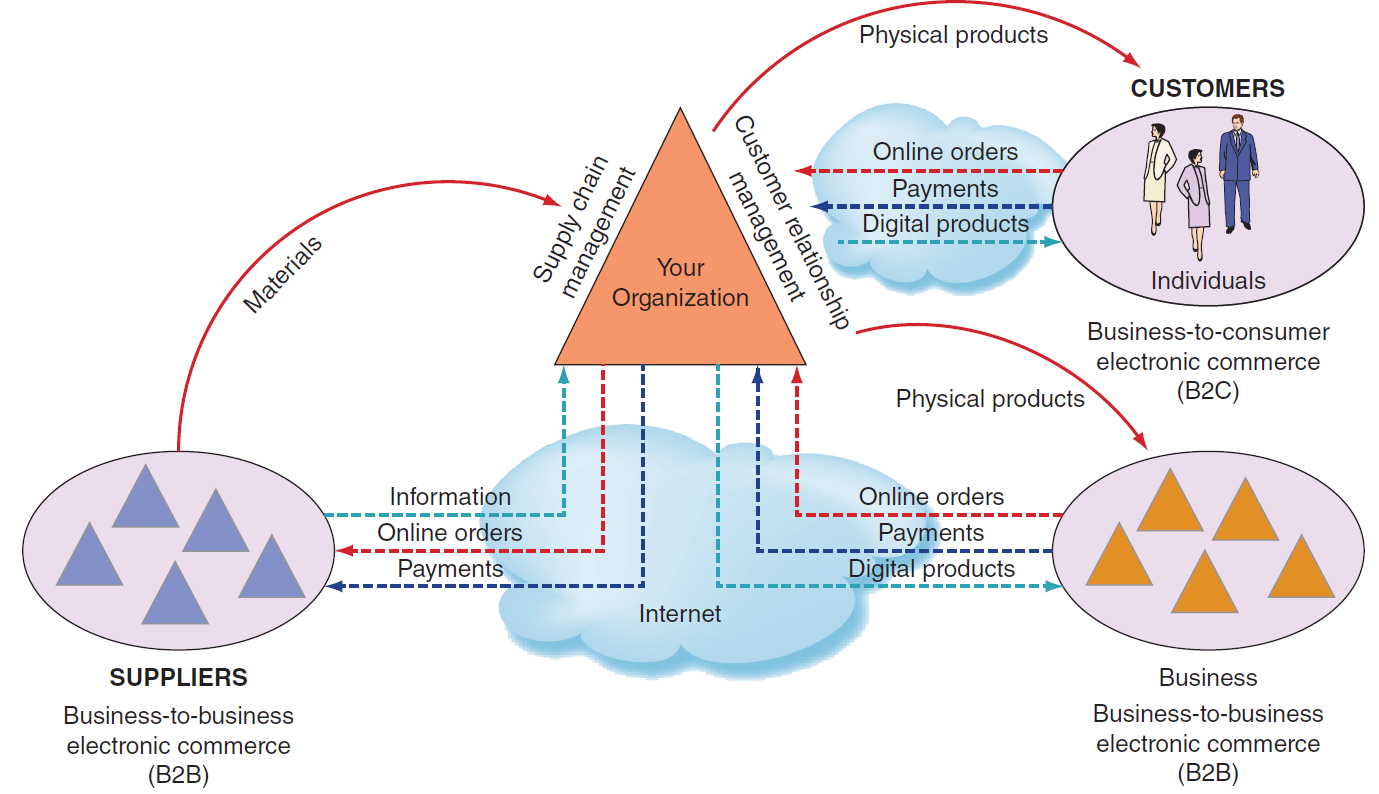 Physical products
CUSTOMERS
Online orders
Payments
Digital products
Individuals
Business-to-consumer
electronic commerce
(B2C)
Materials
Supply chain
management
Customer relationship
management
Your
Organization
Physical products
Information
Online orders
Payments
Online orders
Payments
Digital products
Internet
SUPPLIERS
Business-to-business
electronic commerce
(B2B)
Business
Business-to-business
electronic commerce
(B2B)